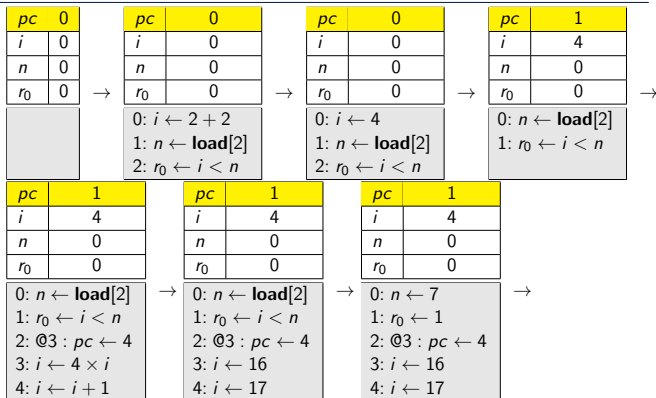 pc 0
i 0
n 0
r₀ 0
→
pc 0
i 0
n 0
r₀ 0
0: i ← 2 + 2
1: n ← load[2]
2: r₀ ← i < n
→
pc 0
i 0
n 0
r₀ 0
0: i ← 4
1: n ← load[2]
2: r₀ ← i < n
→
pc 1
i 4
n 0
r₀ 0
0: n ← load[2]
1: r₀ ← i < n
→
pc 1
i 4
n 0
r₀ 0
0: n ← load[2]
1: r₀ ← i < n
2: @3 : pc ← 4
3: i ← 4 × i
4: i ← i + 1
→
pc 1
i 4
n 0
r₀ 0
0: n ← load[2]
1: r₀ ← i < n
2: @3 : pc ← 4
3: i ← 16
4: i ← 17
→
pc 1
i 4
n 0
r₀ 0
0: n ← 7
1: r₀ ← 1
2: @3 : pc ← 4
3: i ← 16
4: i ← 17
→